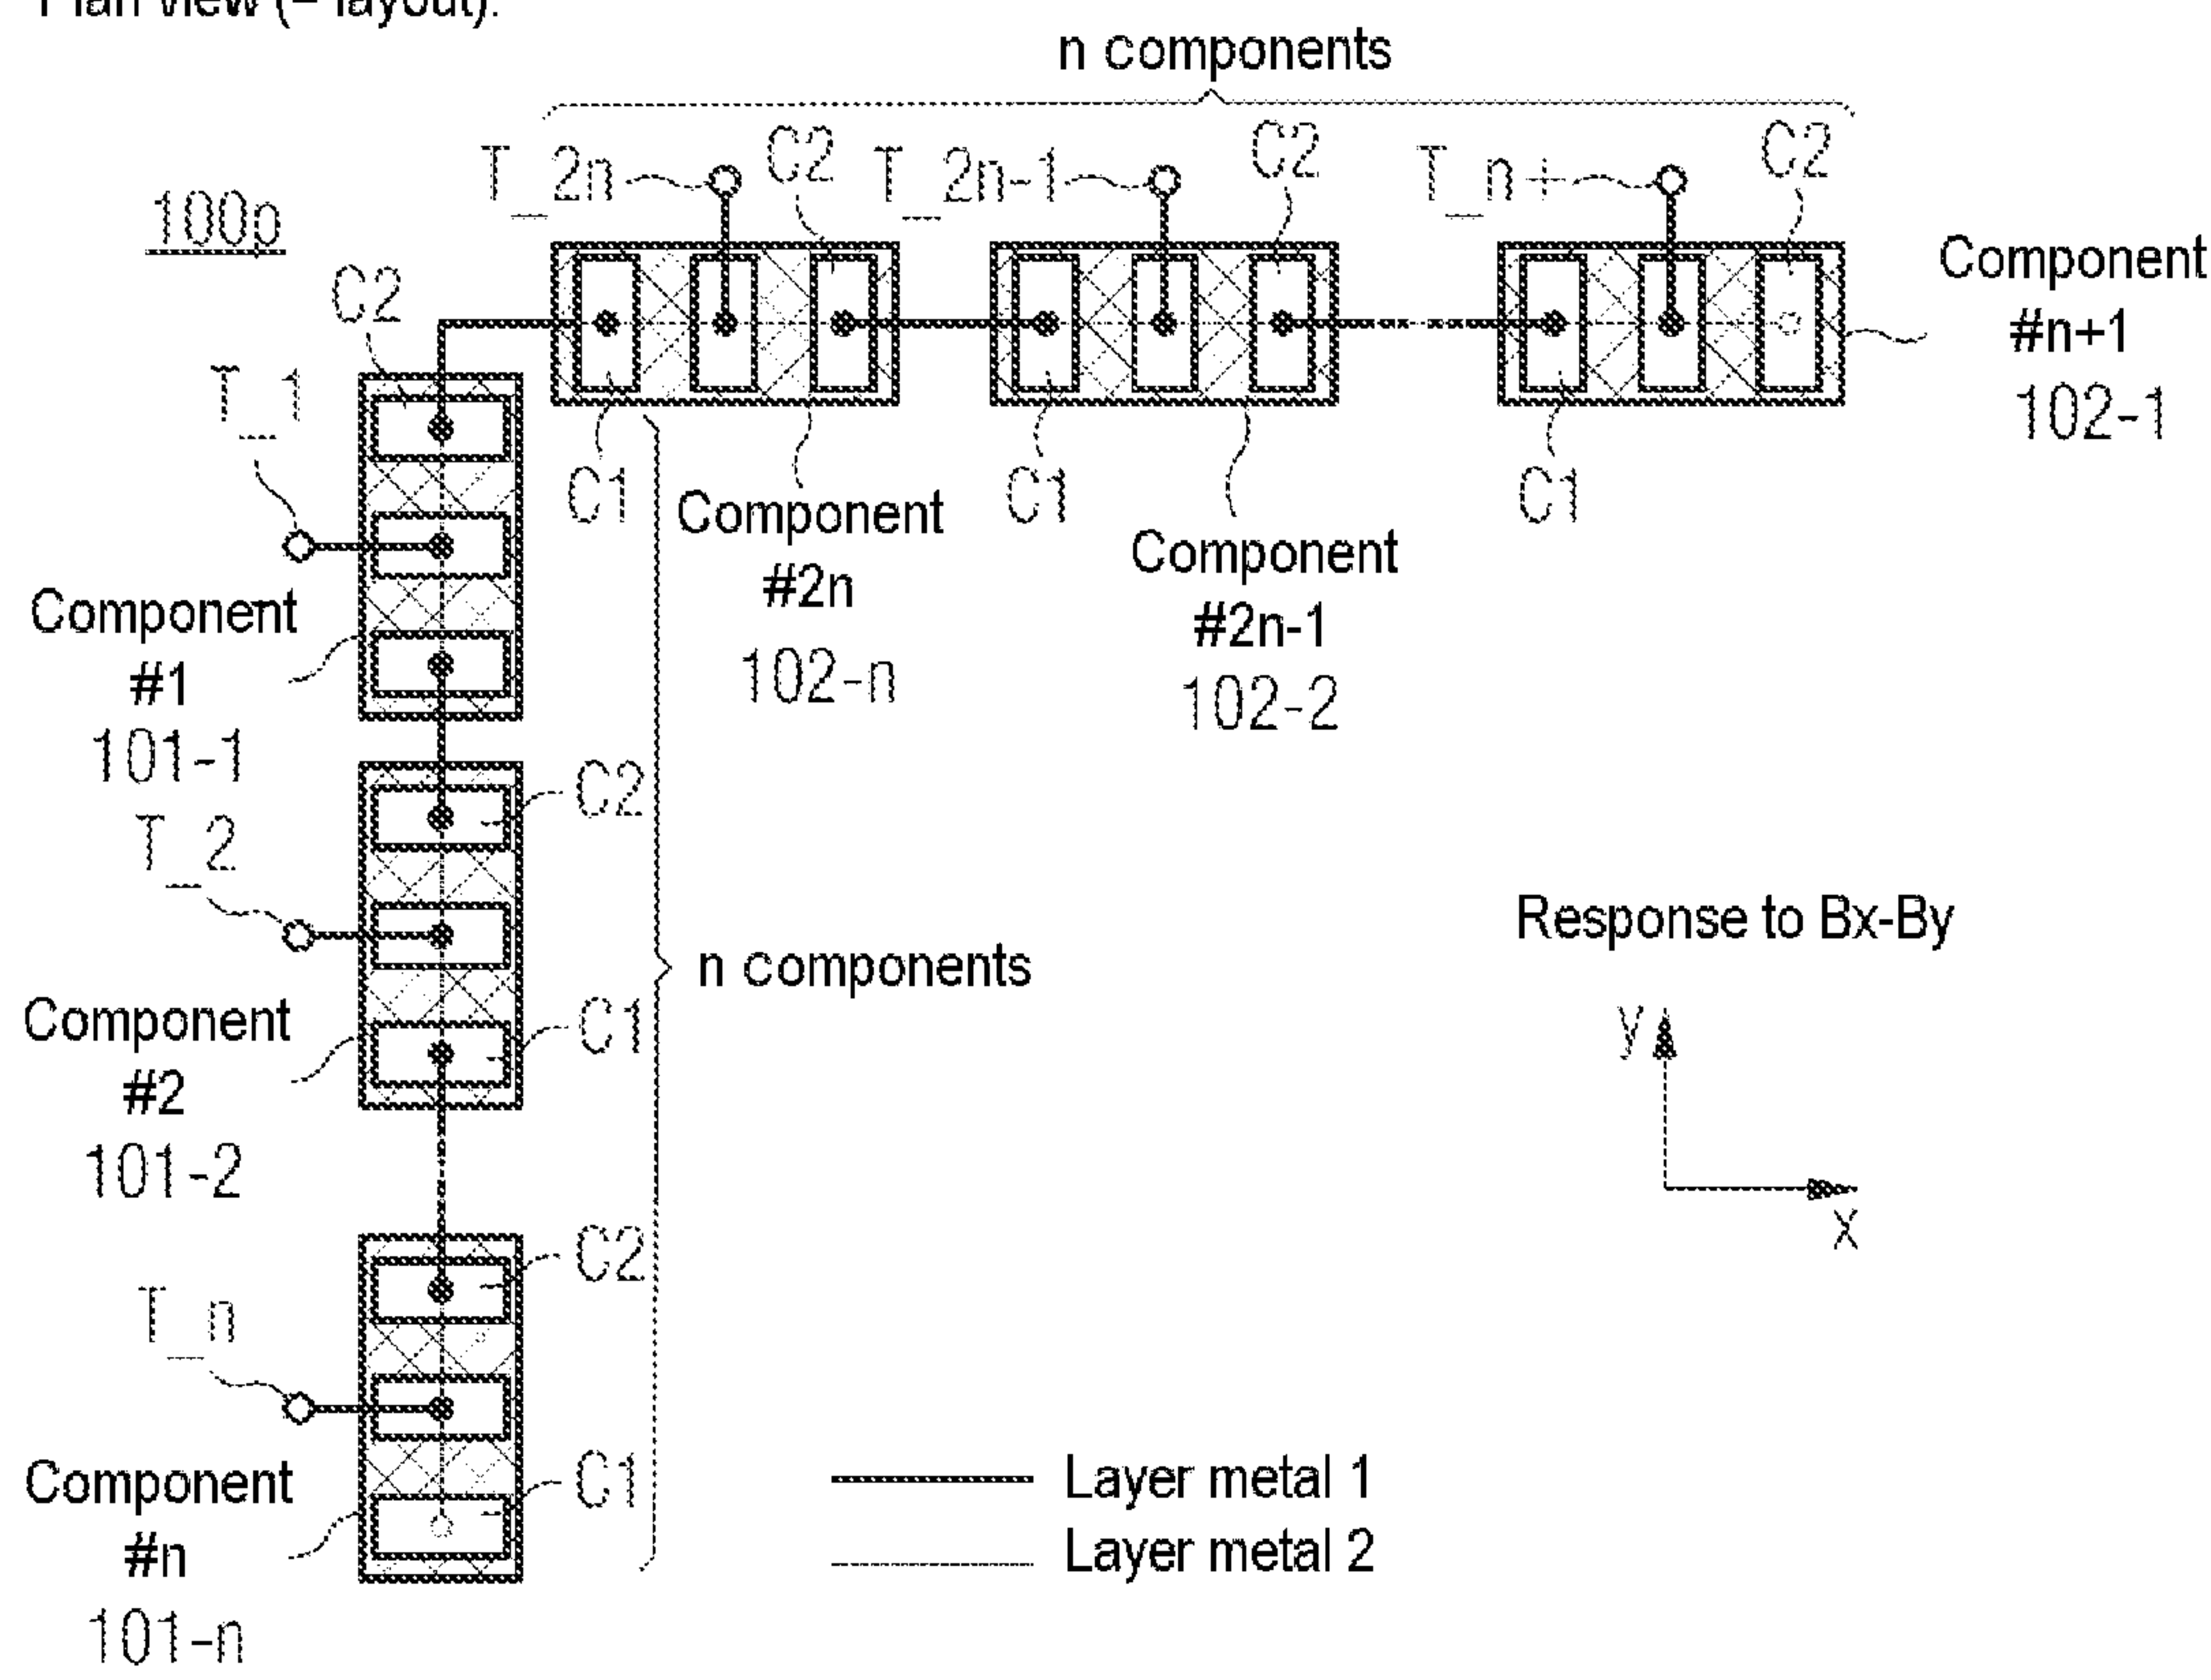 Plan view (= layout):
n components
T_2n
C2
T_2n-1
C2
T_n+
C2
100p
C2
Component
#n+1
102-1
T_1
C1
C1
C1
Component
#2n
102-n
Component
#2n-1
102-2
Component
#1
101-1
C2
T_2
n components
Response to Bx-By
Component
#2
101-2
C1
y
x
C2
T_n
Component
#n
101-n
C1
Layer metal 1
Layer metal 2